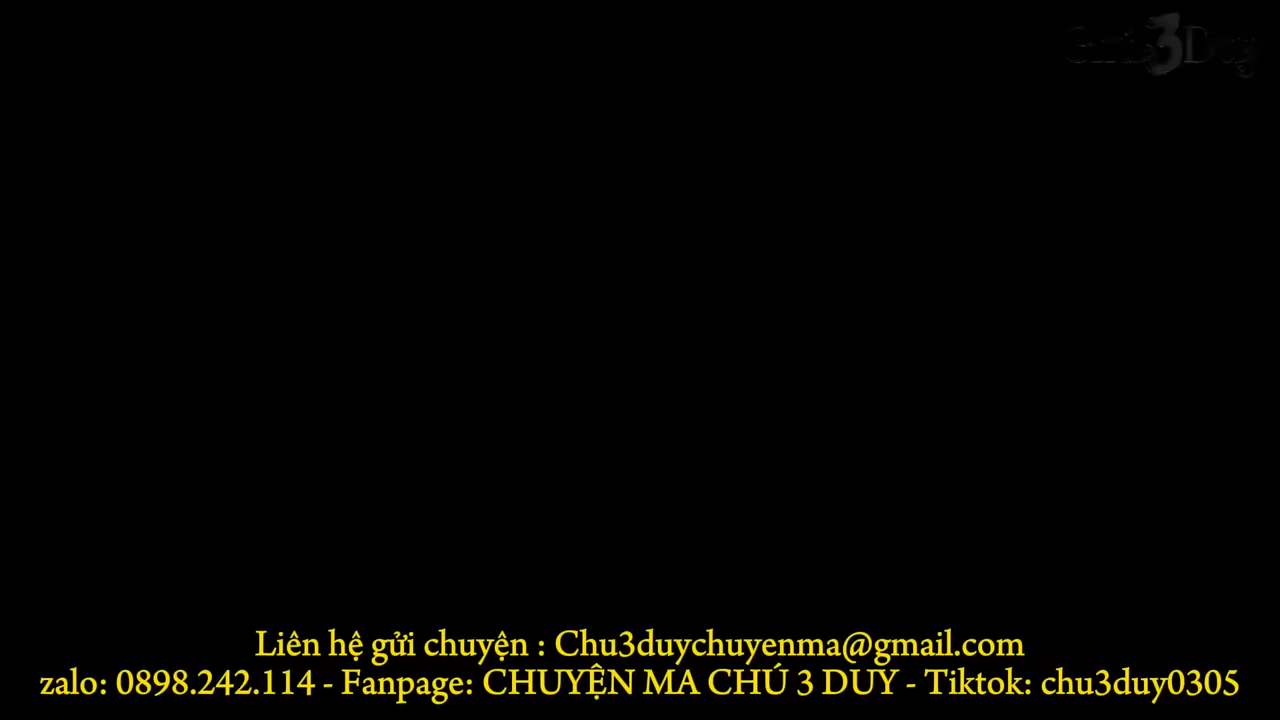 Liên hệ gửi chuyện : Chu3duychuyenma@gmail.com
zalo: 0898.242.114 - Fanpage: CHUYỆN MA CHÚ 3 DUY - Tiktok: chu3duy0305